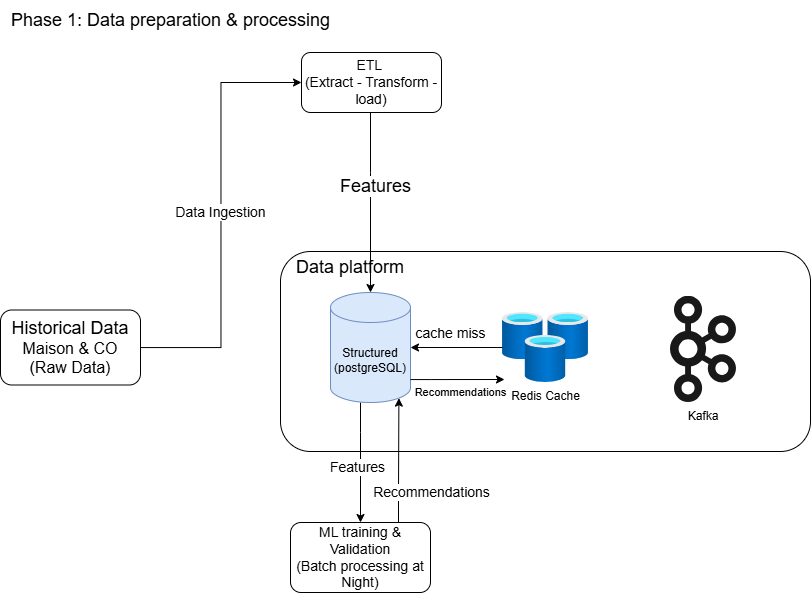 Phase 1: Data preparation & processing
ETL
(Extract - Transform -
load)
Features
Data Ingestion
Data platform
Historical Data
Maison & CO
(Raw Data)
cache miss
Structured
(postgreSQL)
Recommendations
Redis Cache
Kafka
Features
Recommendations
ML training &
Validation
(Batch processing at
Night)